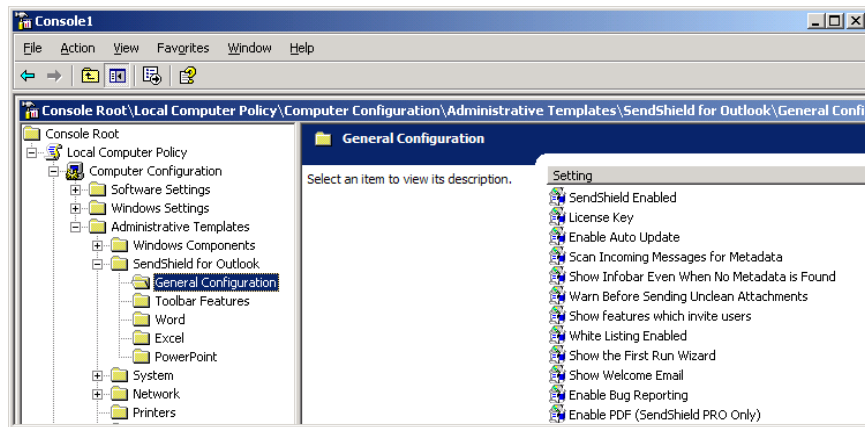 Console1
File Action View Favorites Window Help
Console Root\Local Computer Policy\Computer Configuration\Administrative Templates\SendShield for Outlook\General Confi
Console Root
Local Computer Policy
Computer Configuration
Software Settings
Windows Settings
Administrative Templates
Windows Components
SendShield for Outlook
General Configuration
Toolbar Features
Word
Excel
PowerPoint
System
Network
Printers
General Configuration
Select an item to view its description.
Setting
SendShield Enabled
License Key
Enable Auto Update
Scan Incoming Messages for Metadata
Show Infobar Even When No Metadata is Found
Warn Before Sending Unclean Attachments
Show features which invite users
White Listing Enabled
Show the First Run Wizard
Show Welcome Email
Enable Bug Reporting
Enable PDF (SendShield PRO Only)